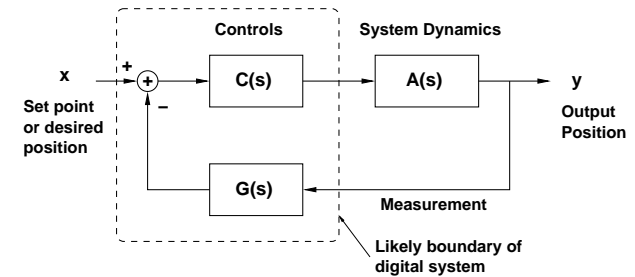 Controls
System Dynamics
x
+
+
C(s)
A(s)
y
Set point
or desired
position
−
Output
Position
G(s)
Measurement
Likely boundary of
digital system